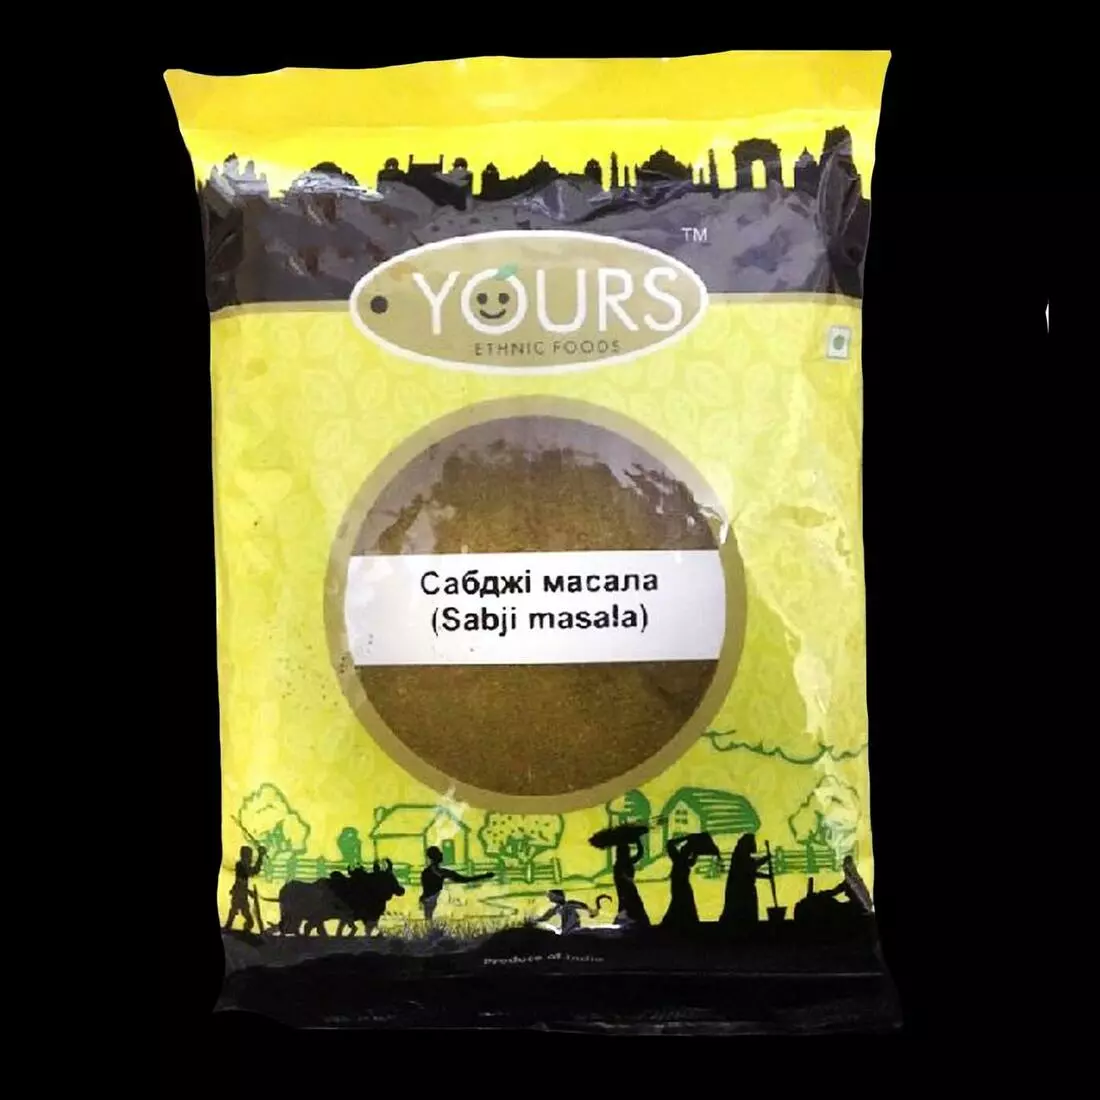 TM
YOURS
ETHNIC FOODS
Сабджі масала
(Sabji masala)
Produce of India